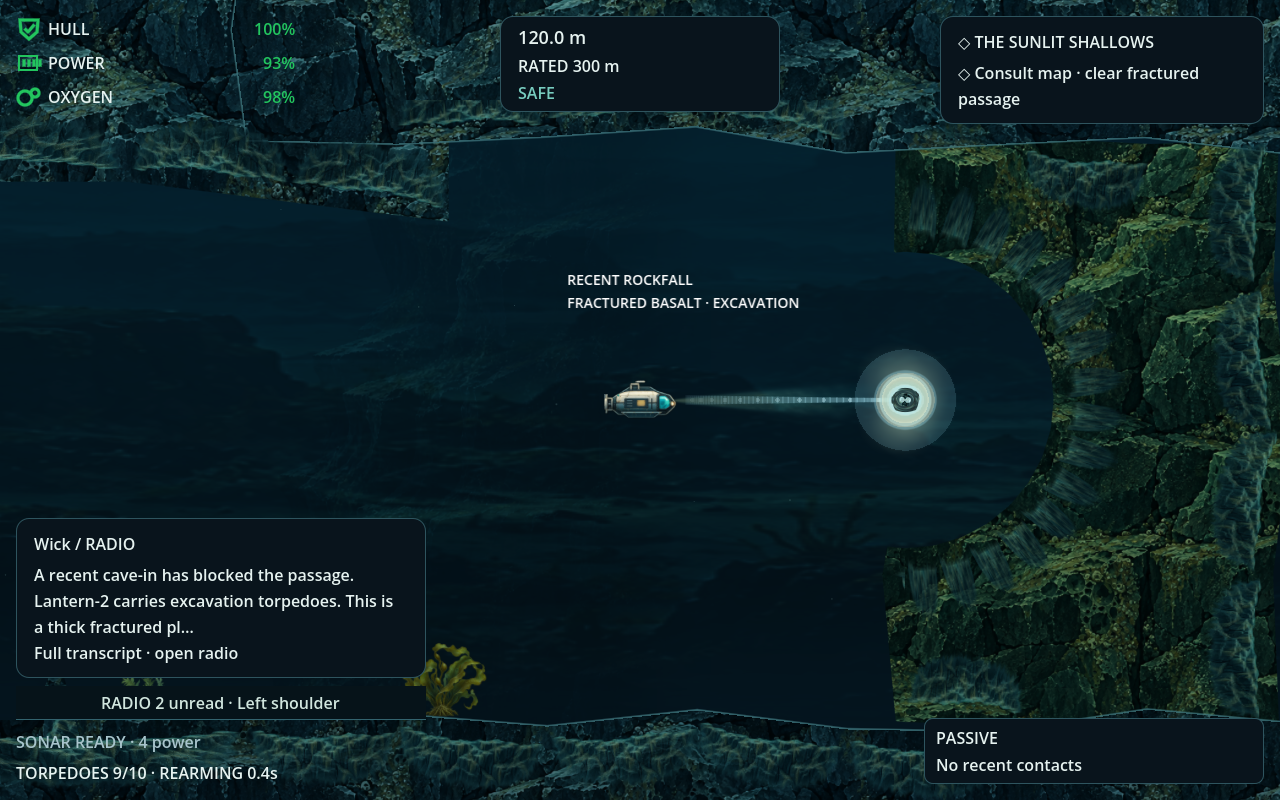 HULL 100%
POWER 93%
OXYGEN 98%
120.0 m
RATED 300 m
SAFE
◇ THE SUNLIT SHALLOWS
◇ Consult map · clear fractured
passage
RECENT ROCKFALL
FRACTURED BASALT · EXCAVATION
Wick / RADIO
A recent cave-in has blocked the passage.
Lantern-2 carries excavation torpedoes. This is
a thick fractured pl...
Full transcript · open radio
RADIO 2 unread · Left shoulder
SONAR READY · 4 power
TORPEDOES 9/10 · REARMING 0.4s
PASSIVE
No recent contacts